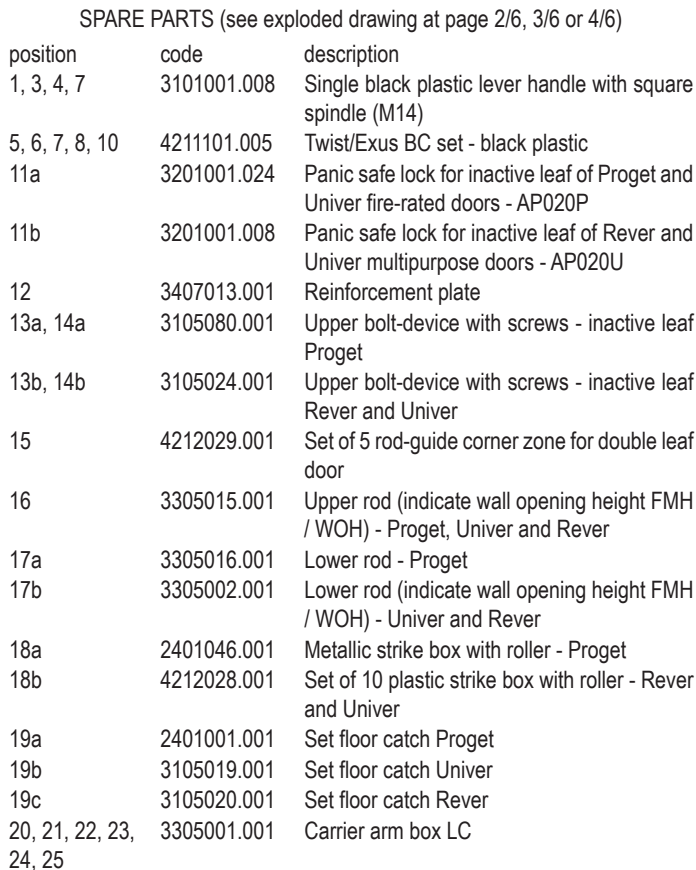 SPARE PARTS (see exploded drawing at page 2/6, 3/6 or 4/6)
position code description
1, 3, 4, 7 3101001.008 Single black plastic lever handle with square
spindle (M14)
5, 6, 7, 8, 10 4211101.005 Twist/Exus BC set - black plastic
11a 3201001.024 Panic safe lock for inactive leaf of Proget and
Univer fire-rated doors - AP020P
11b 3201001.008 Panic safe lock for inactive leaf of Rever and
Univer multipurpose doors - AP020U
12 3407013.001 Reinforcement plate
13a, 14a 3105080.001 Upper bolt-device with screws - inactive leaf
Proget
13b, 14b 3105024.001 Upper bolt-device with screws - inactive leaf
Rever and Univer
15 4212029.001 Set of 5 rod-guide corner zone for double leaf
door
16 3305015.001 Upper rod (indicate wall opening height FMH
/ WOH) - Proget, Univer and Rever
17a 3305016.001 Lower rod - Proget
17b 3305002.001 Lower rod (indicate wall opening height FMH
/ WOH) - Univer and Rever
18a 2401046.001 Metallic strike box with roller - Proget
18b 4212028.001 Set of 10 plastic strike box with roller - Rever
and Univer
19a 2401001.001 Set floor catch Proget
19b 3105019.001 Set floor catch Univer
19c 3105020.001 Set floor catch Rever
20, 21, 22, 23, 3305001.001 Carrier arm box LC
24, 25